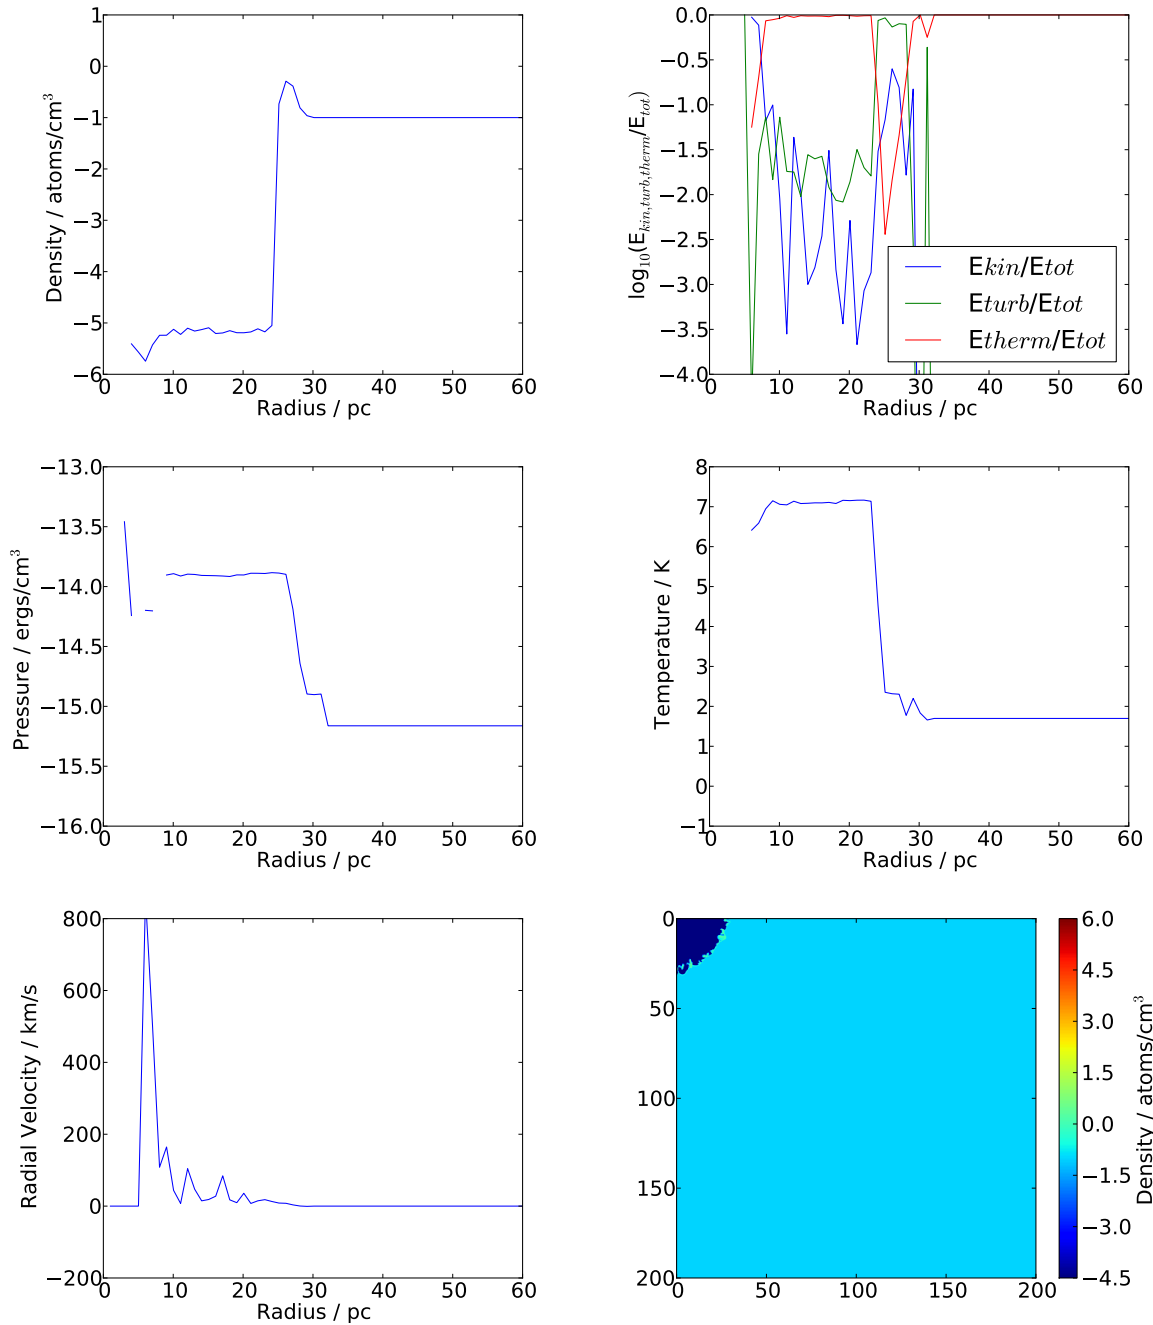 1
0
−1
−2
−3
−4
−5
−6
0 10 20 30 40 50 60
Radius / pc
Density / atoms/cm³
0.0
−0.5
−1.0
−1.5
−2.0
−2.5
−3.0
−3.5
−4.0
0 10 20 30 40 50 60
Radius / pc
log₁₀(E_kin,turb,therm/E_tot)
Ekin/Etot
Eturb/Etot
Etherm/Etot
−13.0
−13.5
−14.0
−14.5
−15.0
−15.5
−16.0
0 10 20 30 40 50 60
Radius / pc
Pressure / ergs/cm³
8
7
6
5
4
3
2
1
0
−1
0 10 20 30 40 50 60
Radius / pc
Temperature / K
800
600
400
200
0
−200
0 10 20 30 40 50 60
Radius / pc
Radial Velocity / km/s
0
50
100
150
200
0 50 100 150 200
6.0
4.5
3.0
1.5
0.0
−1.5
−3.0
−4.5
Density / atoms/cm³